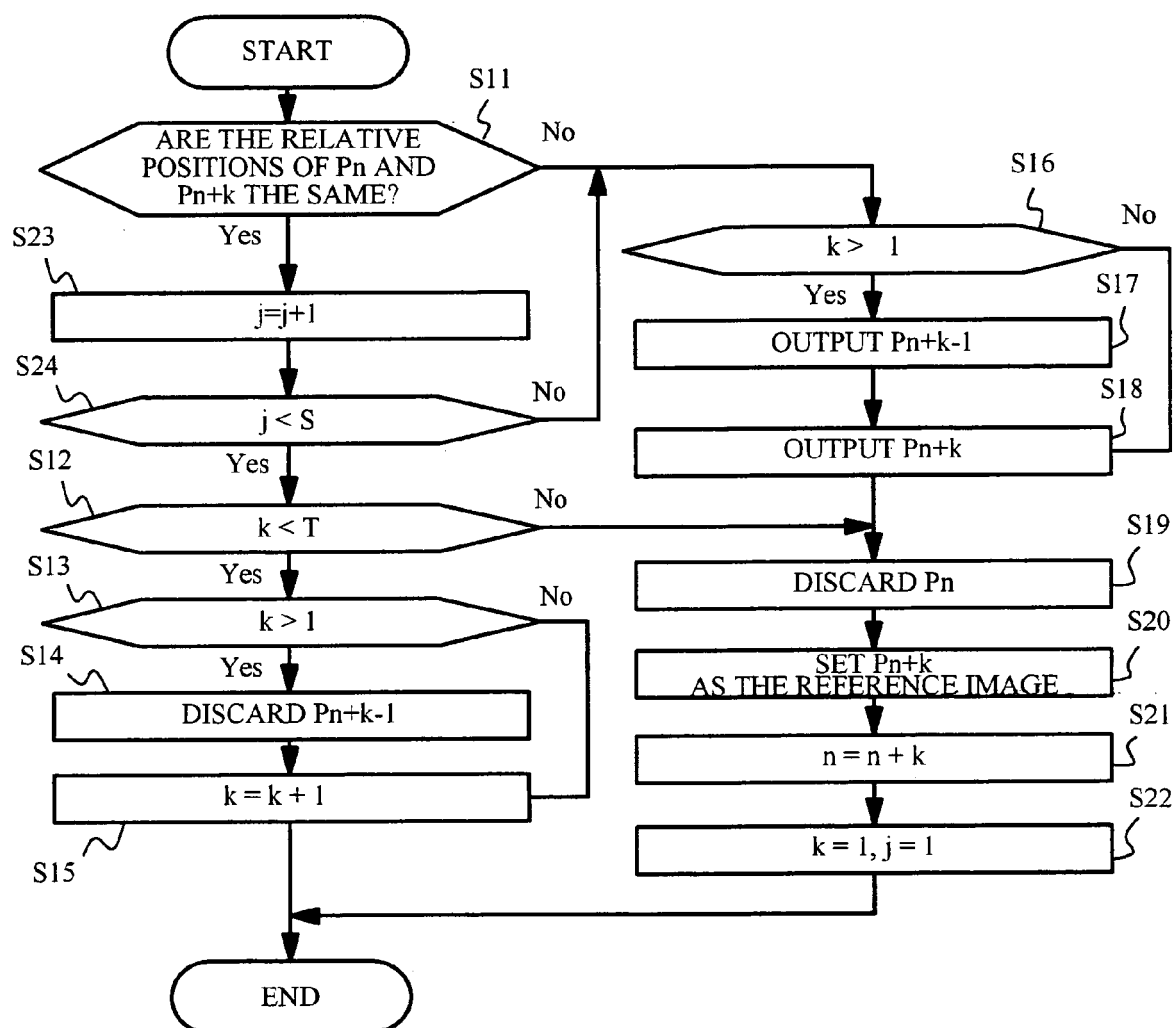 START
S11
ARE THE RELATIVE
POSITIONS OF Pn AND
Pn+k THE SAME?
No
Yes
S23
j=j+1
S24
j < S
No
Yes
S12
k < T
No
Yes
S13
k > 1
No
Yes
S14
DISCARD Pn+k-1
k = k + 1
S15
END
S16
k > 1
No
Yes
S17
OUTPUT Pn+k-1
S18
OUTPUT Pn+k
S19
DISCARD Pn
S20
SET Pn+k
AS THE REFERENCE IMAGE
S21
n = n + k
S22
k = 1, j = 1